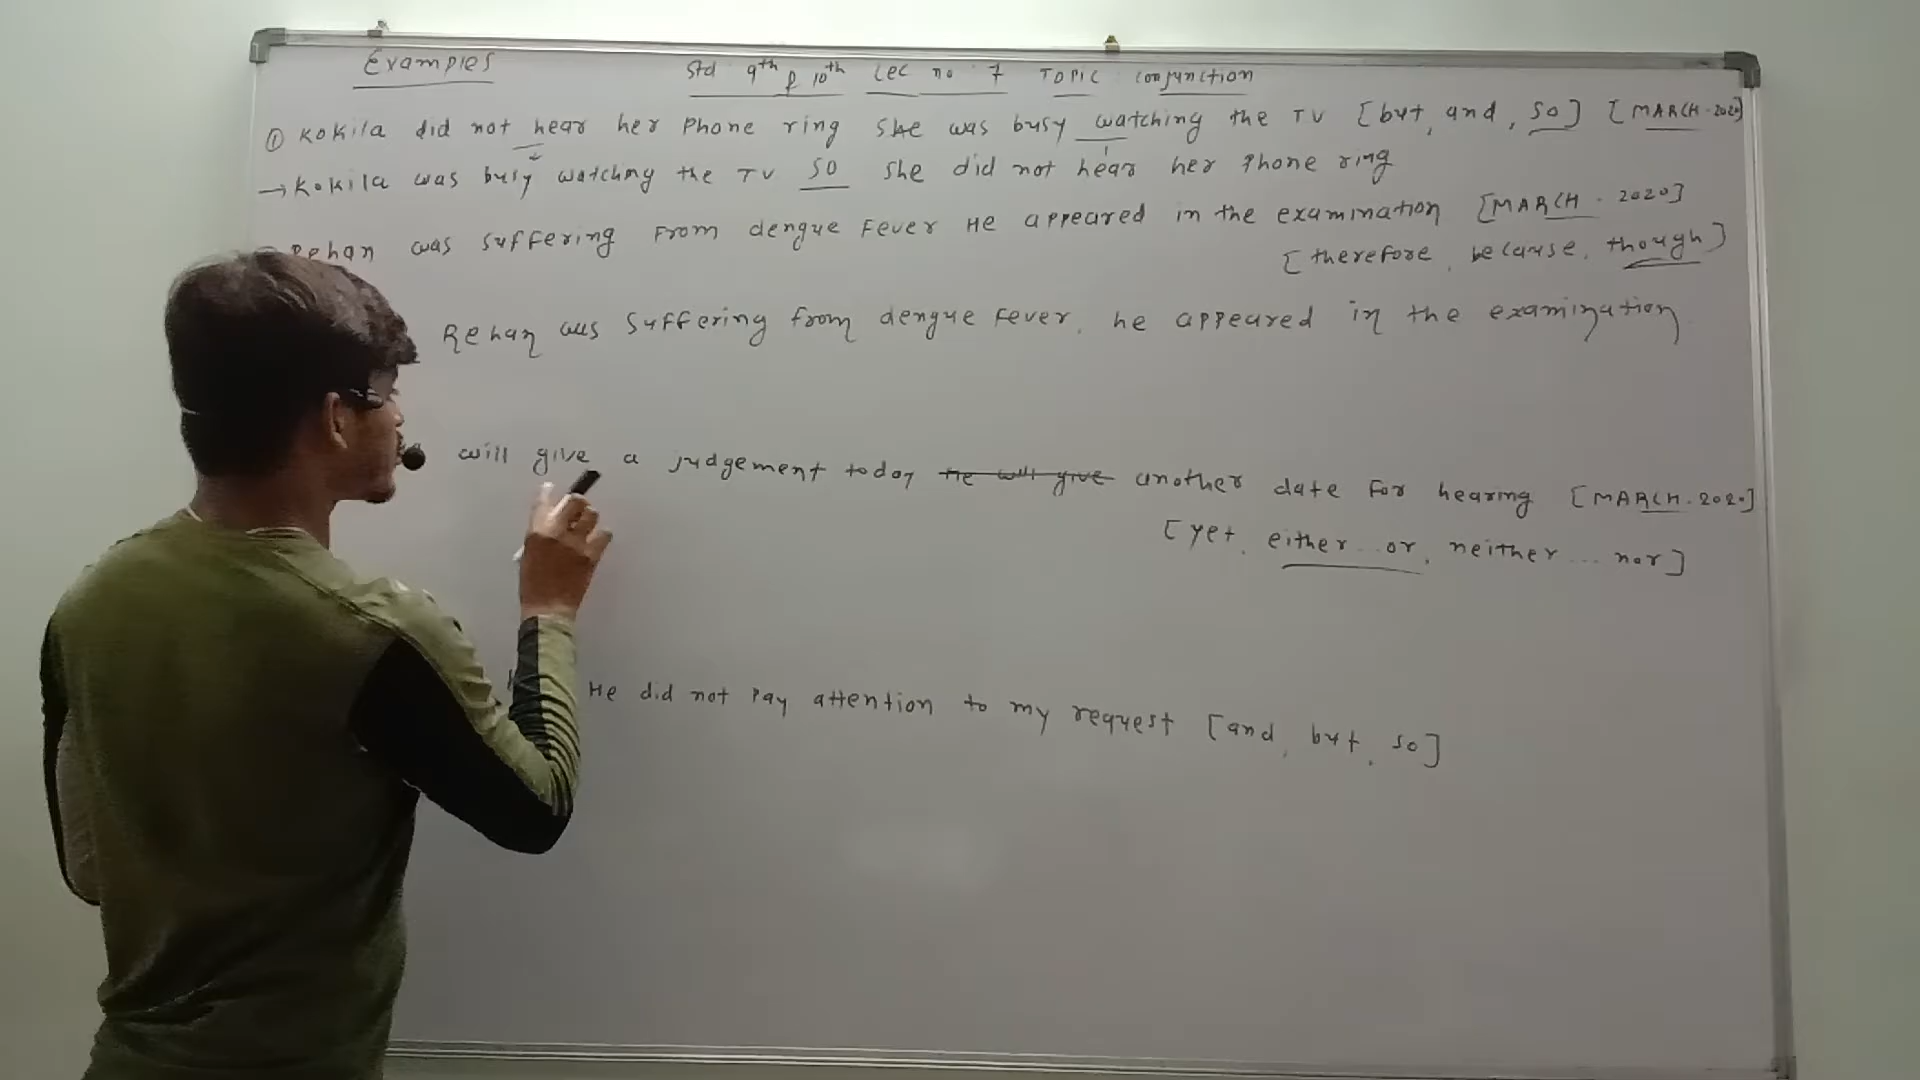 Examples
Std 9th & 10th Lec no 7 Topic conjunction
① Kokila did not hear her phone ring She was busy watching the TV [but, and, so] [MARCH-2020]
→ Kokila was busy watching the TV so she did not hear her phone ring
Rehan was suffering from dengue fever He appeared in the examination [MARCH - 2020]
[therefore, because, though]
Rehan was suffering from dengue fever, he appeared in the examination
will give a judgement today He will give another date for hearing [MARCH-2020]
[yet, either...or, neither...nor]
He did not pay attention to my request [and, but, so]